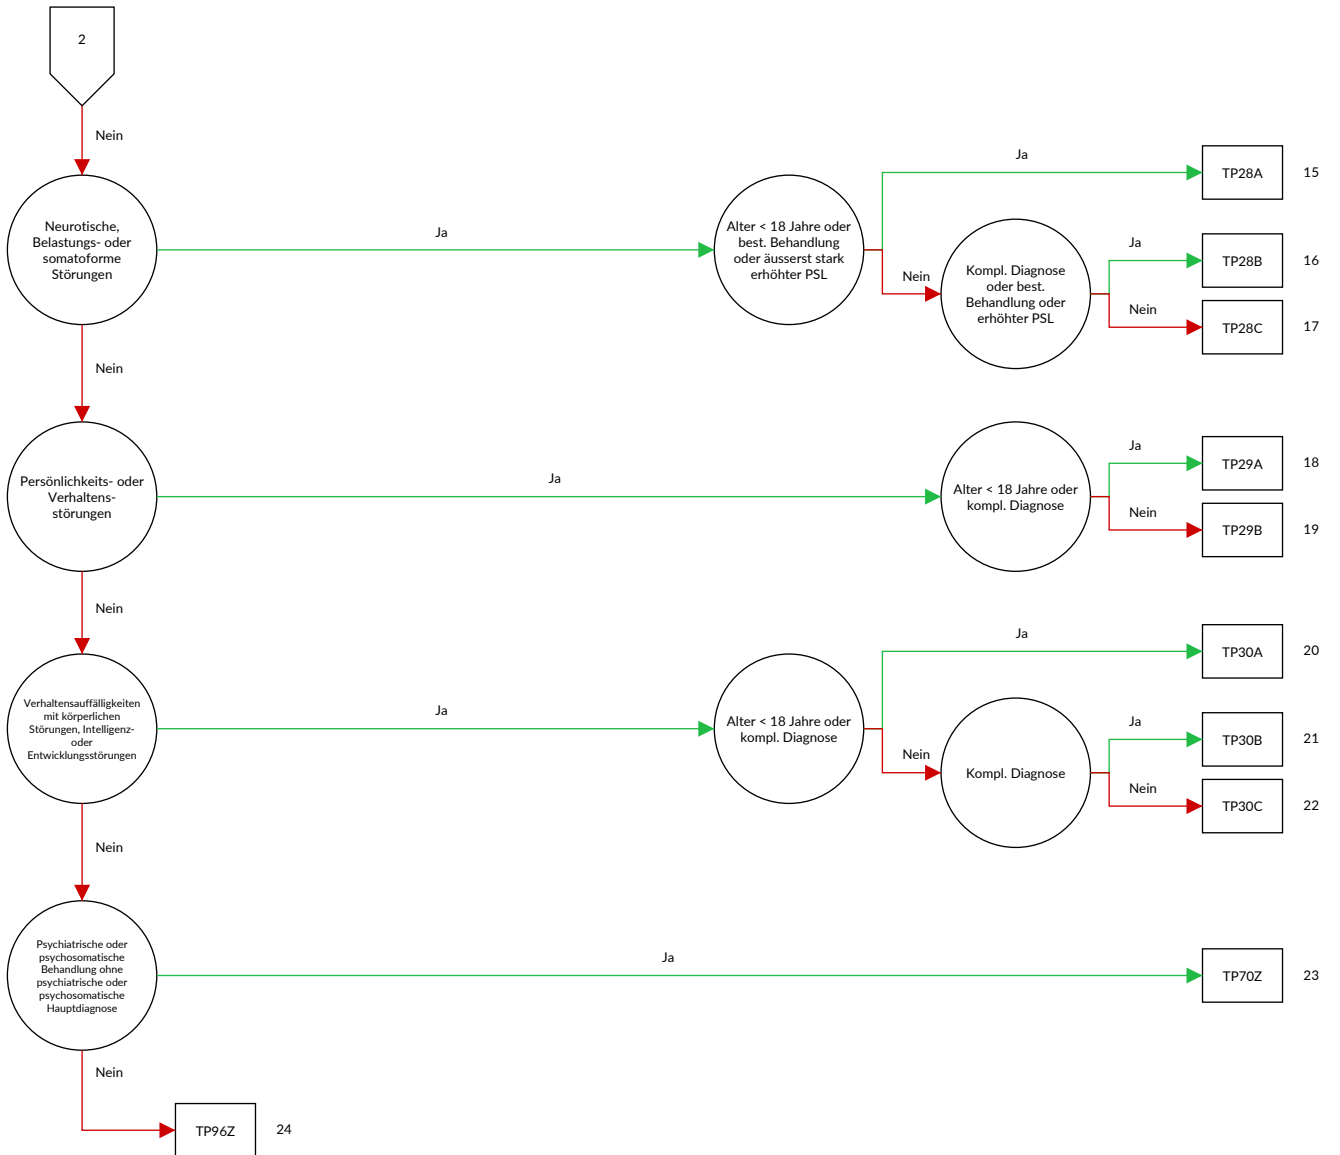 2
Nein
Neurotische,
Belastungs- oder
somatoforme
Störungen
Ja
Alter < 18 Jahre oder
best. Behandlung
oder äusserst stark
erhöhter PSL
Ja
TP28A
15
Nein
Kompl. Diagnose
oder best.
Behandlung oder
erhöhter PSL
Ja
TP28B
16
Nein
TP28C
17
Nein
Persönlichkeits- oder
Verhaltens-
störungen
Ja
Alter < 18 Jahre oder
kompl. Diagnose
Ja
TP29A
18
Nein
TP29B
19
Nein
Verhaltensauffälligkeiten
mit körperlichen
Störungen, Intelligenz-
oder
Entwicklungsstörungen
Ja
Alter < 18 Jahre oder
kompl. Diagnose
Ja
TP30A
20
Nein
Kompl. Diagnose
Ja
TP30B
21
Nein
TP30C
22
Nein
Psychiatrische oder
psychosomatische
Behandlung ohne
psychiatrische oder
psychosomatische
Hauptdiagnose
Ja
TP70Z
23
Nein
TP96Z
24